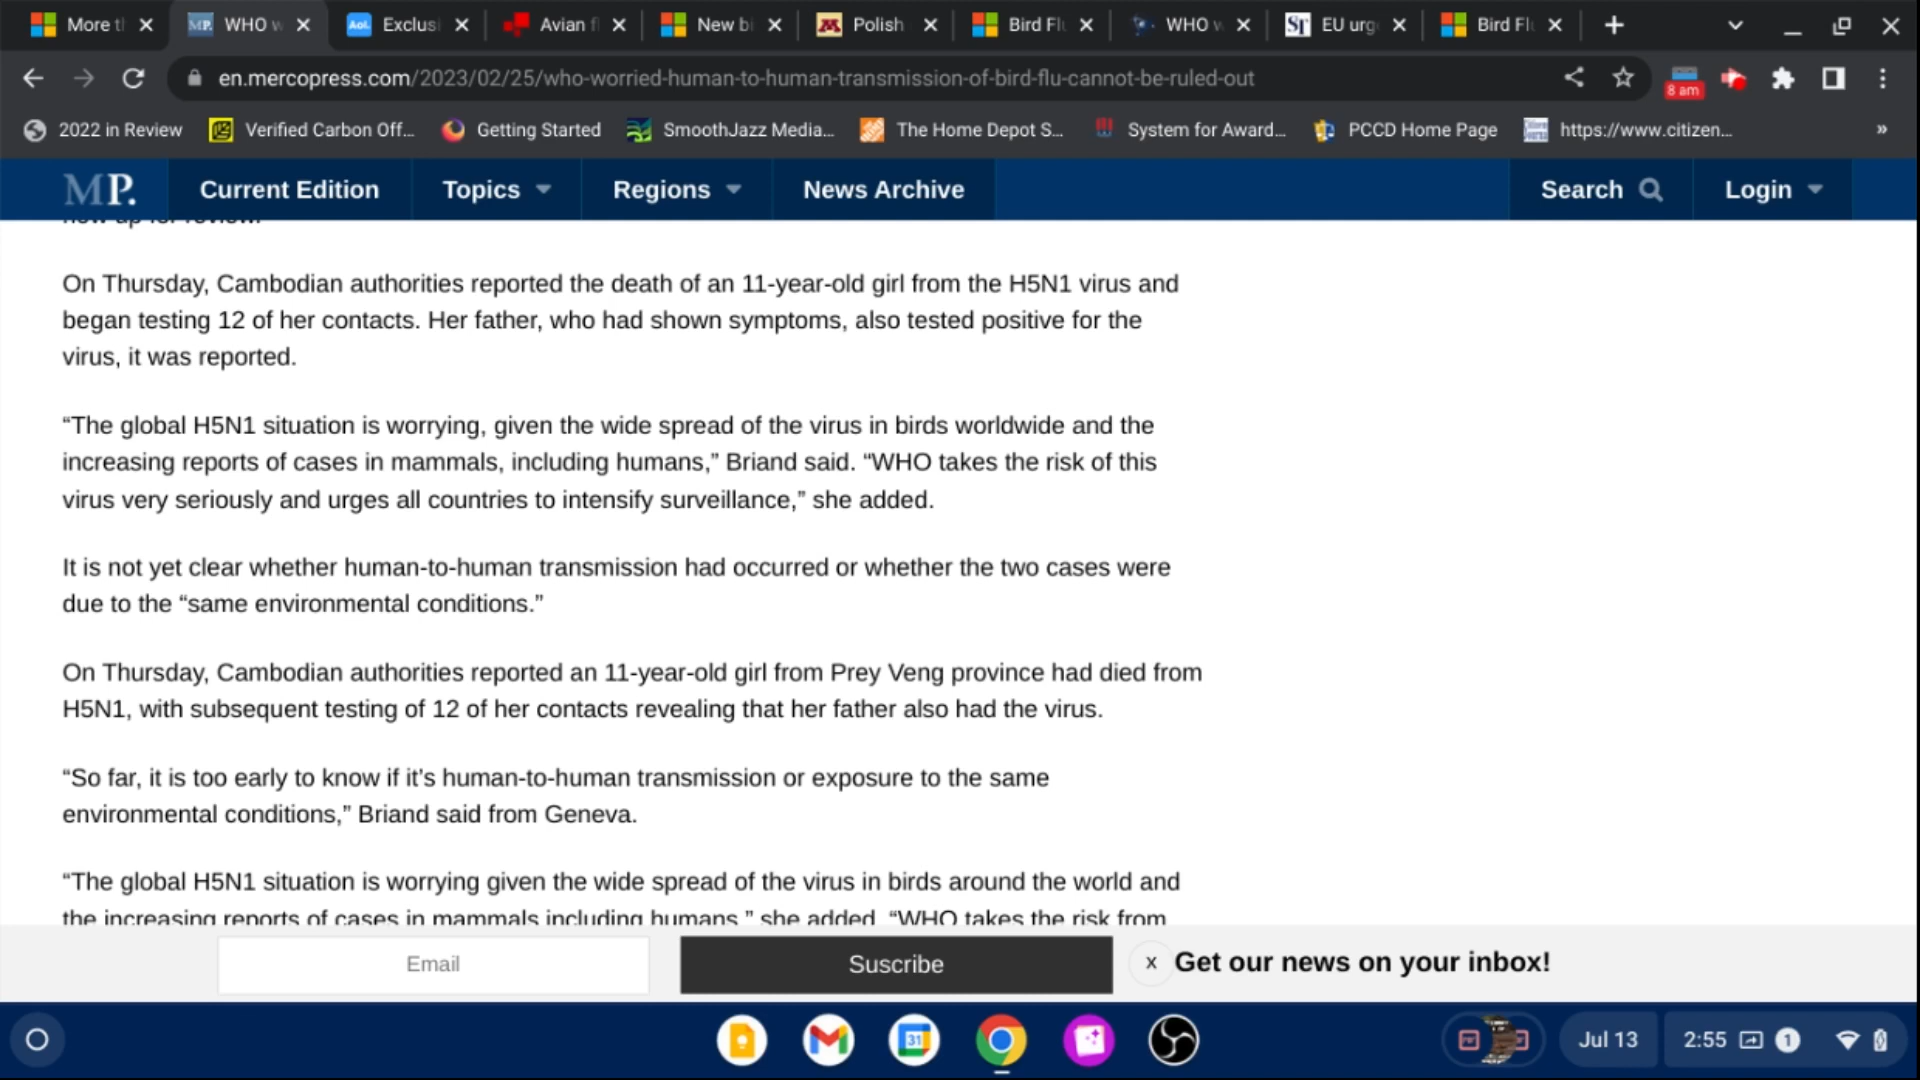 More t
WHO w
Aol.
Exclusi
Avian f
New bi
Polish
Bird Fl
WHO w
EU urg
Bird Fl
en.mercopress.com/2023/02/25/who-worried-human-to-human-transmission-of-bird-flu-cannot-be-ruled-out
8 am
2022 in Review
Verified Carbon Off...
Getting Started
SmoothJazz Media...
The Home Depot S...
System for Award...
PCCD Home Page
https://www.citizen...
MP.
Current Edition
Topics
Regions
News Archive
Search
Login
On Thursday, Cambodian authorities reported the death of an 11-year-old girl from the H5N1 virus and
began testing 12 of her contacts. Her father, who had shown symptoms, also tested positive for the
virus, it was reported.
“The global H5N1 situation is worrying, given the wide spread of the virus in birds worldwide and the
increasing reports of cases in mammals, including humans,” Briand said. “WHO takes the risk of this
virus very seriously and urges all countries to intensify surveillance,” she added.
It is not yet clear whether human-to-human transmission had occurred or whether the two cases were
due to the “same environmental conditions.”
On Thursday, Cambodian authorities reported an 11-year-old girl from Prey Veng province had died from
H5N1, with subsequent testing of 12 of her contacts revealing that her father also had the virus.
“So far, it is too early to know if it’s human-to-human transmission or exposure to the same
environmental conditions,” Briand said from Geneva.
“The global H5N1 situation is worrying given the wide spread of the virus in birds around the world and
the increasing reports of cases in mammals including humans,” she added. “WHO takes the risk from
Email
Suscribe
x
Get our news on your inbox!
31
Jul 13
2:55
1